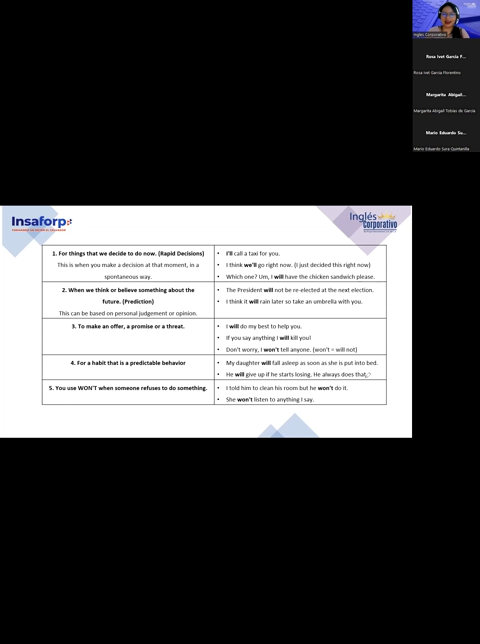 Inglés Corporativo
Rosa Ivet Garcia F...
Rosa Ivet Garcia Florentino
Margarita Abigail...
Margarita Abigail Tobias de Garcia
Mario Eduardo Su...
Mario Eduardo Sura Quintanilla
Insaforp
Inglés
Corporativo
1. For things that we decide to do now. (Rapid Decisions)
This is when you make a decision at that moment, in a
spontaneous way.
• I'll call a taxi for you.
• I think we'll go right now. (I just decided this right now)
• Which one? Um, I will have the chicken sandwich please.
2. When we think or believe something about the
future. (Prediction)
This can be based on personal judgement or opinion.
• The President will not be re-elected at the next election.
• I think it will rain later so take an umbrella with you.
3. To make an offer, a promise or a threat.
• I will do my best to help you.
• If you say anything I will kill you!
• Don't worry, I won't tell anyone. (won't = will not)
4. For a habit that is a predictable behavior
• My daughter will fall asleep as soon as she is put into bed.
• He will give up if he starts losing. He always does that.
5. You use WON'T when someone refuses to do something.
• I told him to clean his room but he won't do it.
• She won't listen to anything I say.